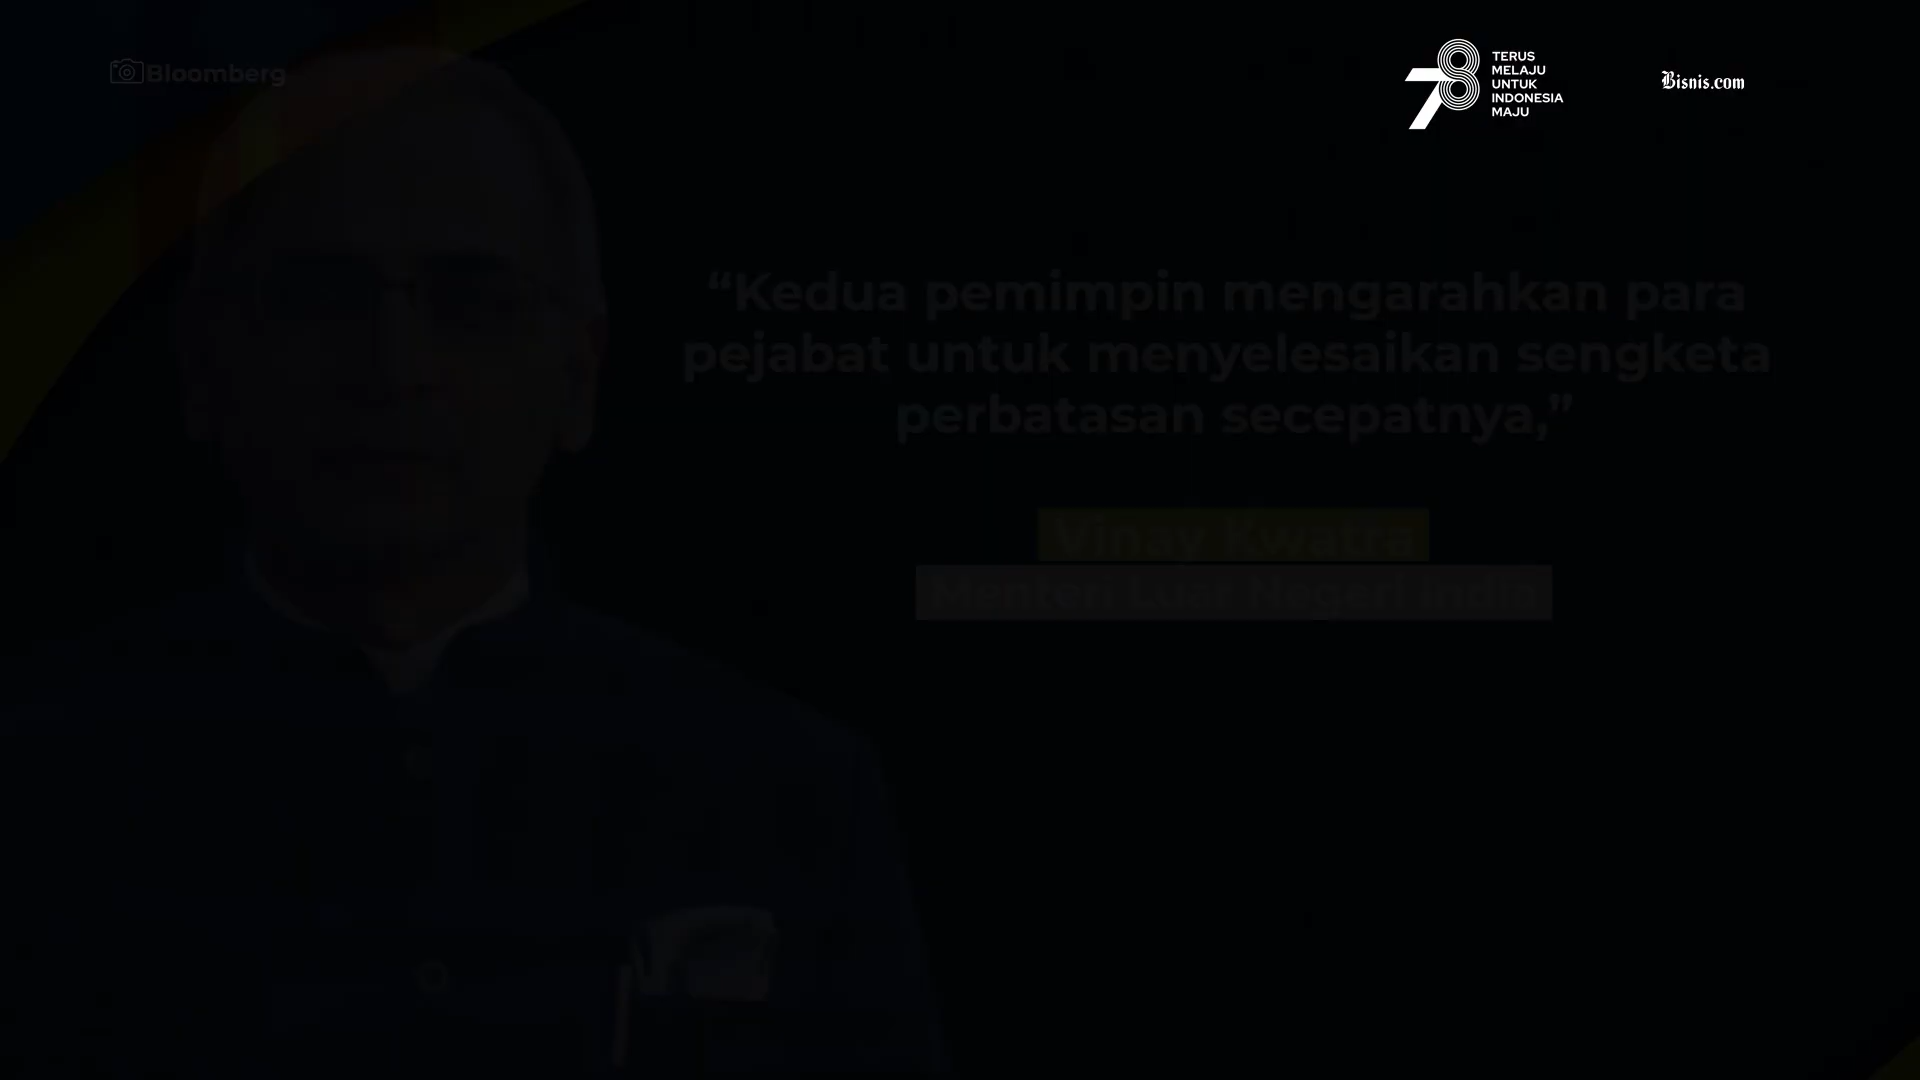 Bloomberg
78
TERUS
MELAJU
UNTUK
INDONESIA
MAJU
Bisnis.com
“Kedua pemimpin mengarahkan para
pejabat untuk menyelesaikan sengketa
perbatasan secepatnya,”
Vinay Kwatra
Menteri Luar Negeri India